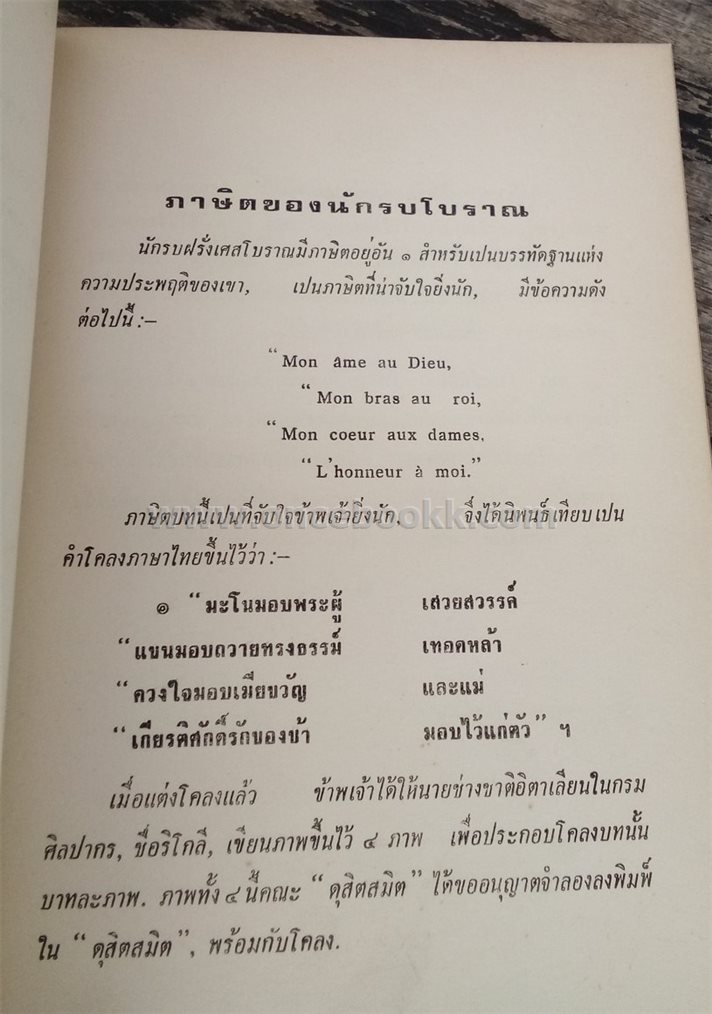 ภาษิตของนักรบโบราณ
นักรบฝรั่งเศสโบราณมีภาษิตอยู่อัน ๑ สำหรับเปนบรรทัดฐานแห่ง
ความประพฤติของเขา, เปนภาษิตที่น่าจับใจยิ่งนัก, มีข้อความดัง
ต่อไปนี้ :—
“Mon âme au Dieu,
“Mon bras au roi,
“Mon coeur aux dames,
“L'honneur à moi.”
ภาษิตบทนี้เปนที่จับใจข้าพเจ้ายิ่งนัก, จึ่งได้นิพนธ์เทียบเปน
คำโคลงภาษาไทยขึ้นไว้ว่า :—
๑ “มะโนมอบพระผู้ เสวยสวรรค์
“แขนมอบถวายทรงธรรม์ เทอดหล้า
“ดวงใจมอบเมียขวัญ และแม่
“เกียรติศักดิ์รักของข้า มอบไว้แก่ตัว” ฯ
เมื่อแต่งโคลงแล้ว ข้าพเจ้าได้ให้นายช่างชาติอิตาเลียนในกรม
ศิลปากร, ชื่อริโกลี, เขียนภาพขึ้นไว้ ๔ ภาพ เพื่อประกอบโคลงบทนั้น
บาทละภาพ. ภาพทั้ง ๔ นี้คณะ “ดุสิตสมิต” ได้ขออนุญาตจำลองลงพิมพ์
ใน “ดุสิตสมิต”, พร้อมกับโคลง.